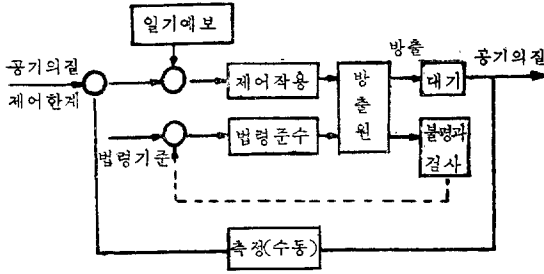 일기예보
공기의질
제어한계
제어작용
방출원
방출
대기
공기의질
법령기준
법령준수
불평과
검사
측정(수동)